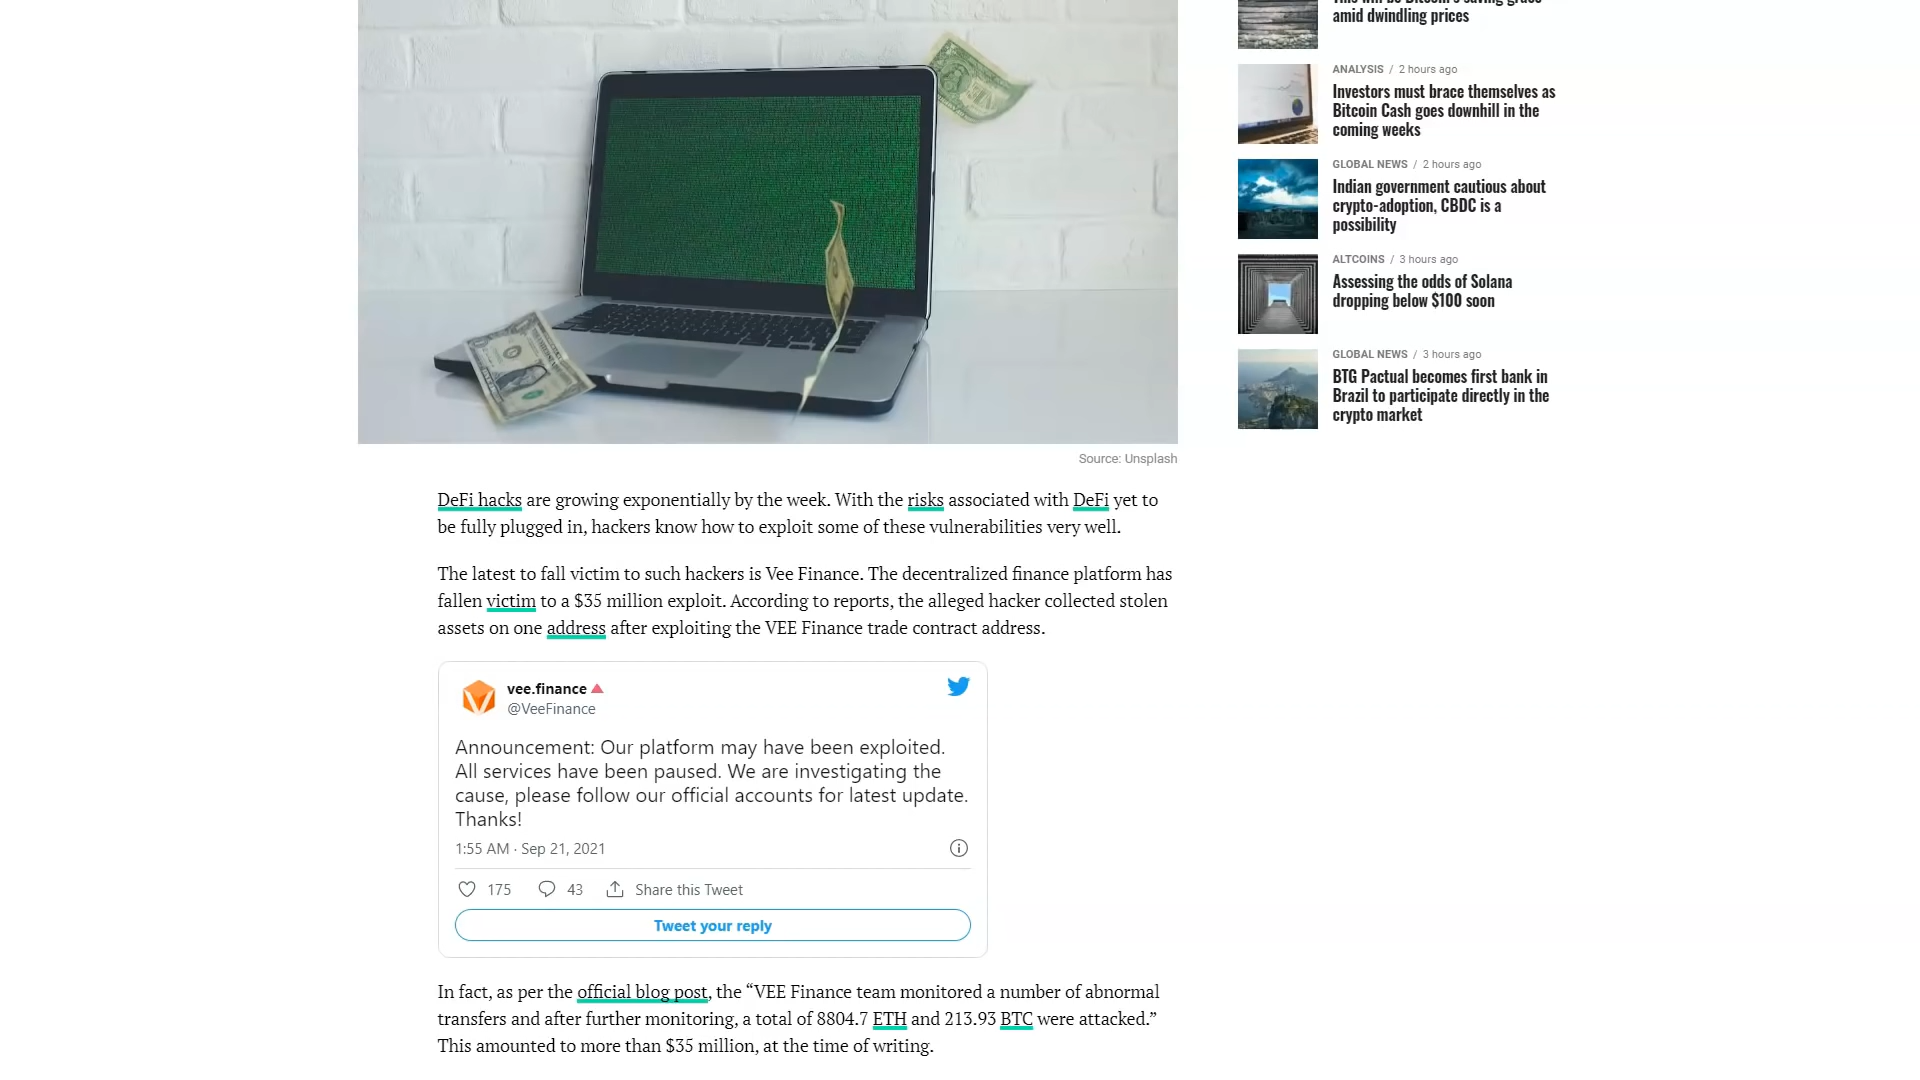 This will be Bitcoin's saving grace
amid dwindling prices
ANALYSIS / 2 hours ago
Investors must brace themselves as
Bitcoin Cash goes downhill in the
coming weeks
GLOBAL NEWS / 2 hours ago
Indian government cautious about
crypto-adoption, CBDC is a
possibility
ALTCOINS / 3 hours ago
Assessing the odds of Solana
dropping below $100 soon
GLOBAL NEWS / 3 hours ago
BTG Pactual becomes first bank in
Brazil to participate directly in the
crypto market
Source: Unsplash
DeFi hacks are growing exponentially by the week. With the risks associated with DeFi yet to
be fully plugged in, hackers know how to exploit some of these vulnerabilities very well.
The latest to fall victim to such hackers is Vee Finance. The decentralized finance platform has
fallen victim to a $35 million exploit. According to reports, the alleged hacker collected stolen
assets on one address after exploiting the VEE Finance trade contract address.
vee.finance
@VeeFinance
Announcement: Our platform may have been exploited.
All services have been paused. We are investigating the
cause, please follow our official accounts for latest update.
Thanks!
1:55 AM · Sep 21, 2021
175 43 Share this Tweet
Tweet your reply
In fact, as per the official blog post, the “VEE Finance team monitored a number of abnormal
transfers and after further monitoring, a total of 8804.7 ETH and 213.93 BTC were attacked.”
This amounted to more than $35 million, at the time of writing.